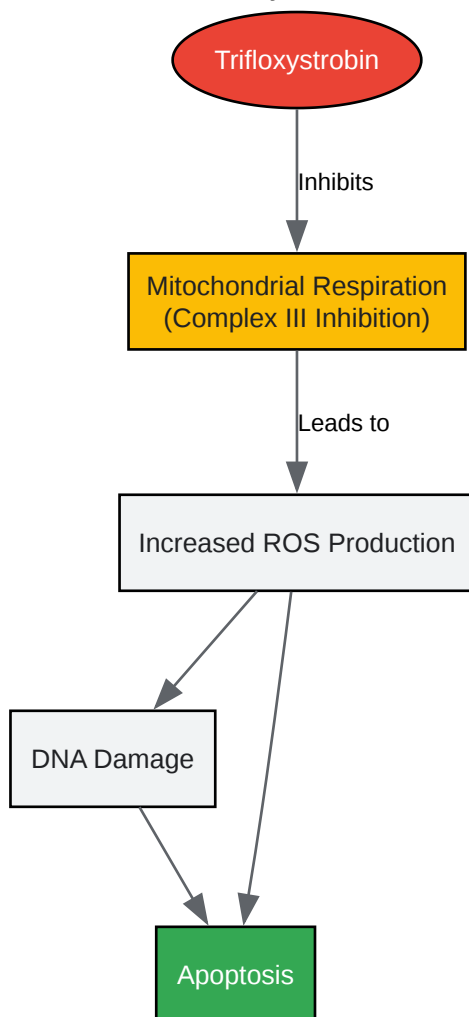 Trifloxystrobin
Inhibits
Mitochondrial Respiration
(Complex III Inhibition)
Leads to
Increased ROS Production
DNA Damage
Apoptosis